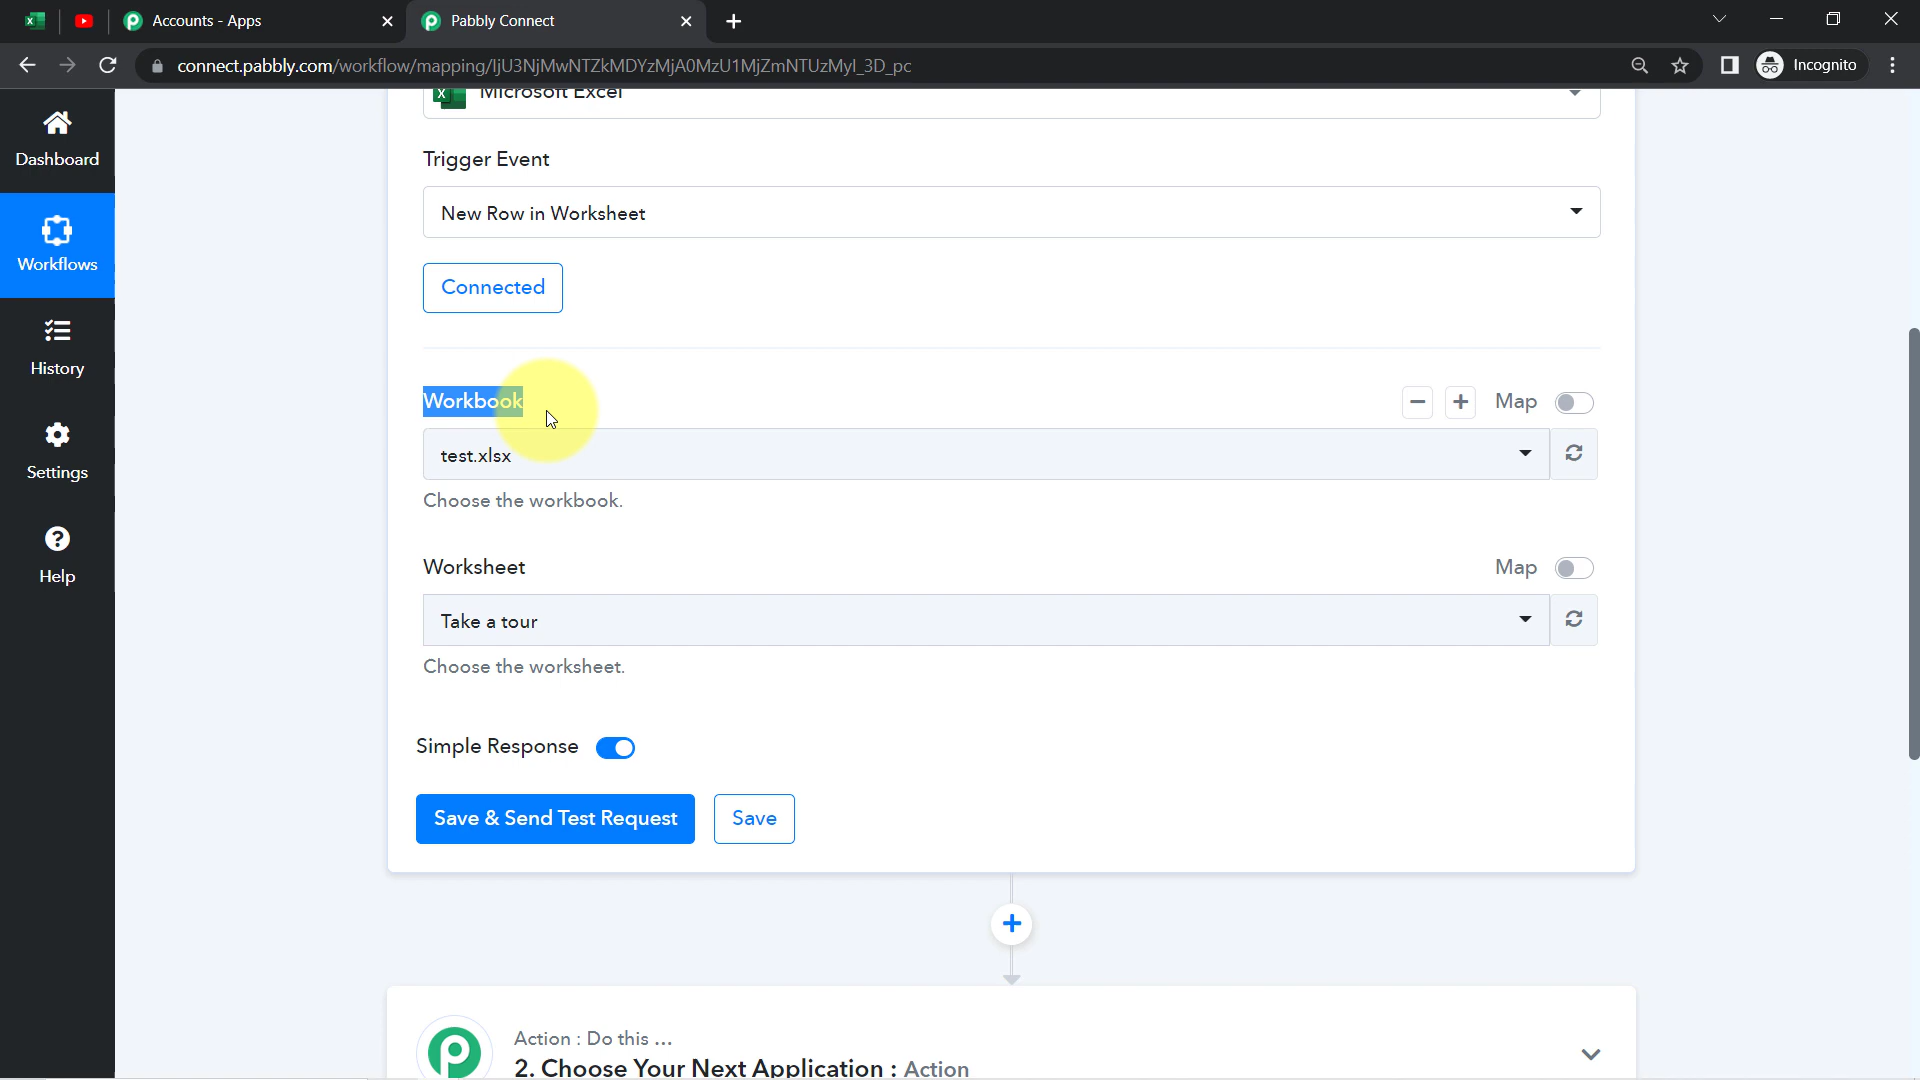 Accounts - Apps
Pabbly Connect
connect.pabbly.com/workflow/mapping/IjU3NjMwNTZkMDYzMjA0MzU1MjZmNTUzMyI_3D_pc
Incognito
Dashboard
Workflows
History
Settings
Help
Microsoft Excel
Trigger Event
New Row in Worksheet
Connected
Workbook
Map
test.xlsx
Choose the workbook.
Worksheet
Map
Take a tour
Choose the worksheet.
Simple Response
Save & Send Test Request
Save
Action : Do this ...
2. Choose Your Next Application : Action